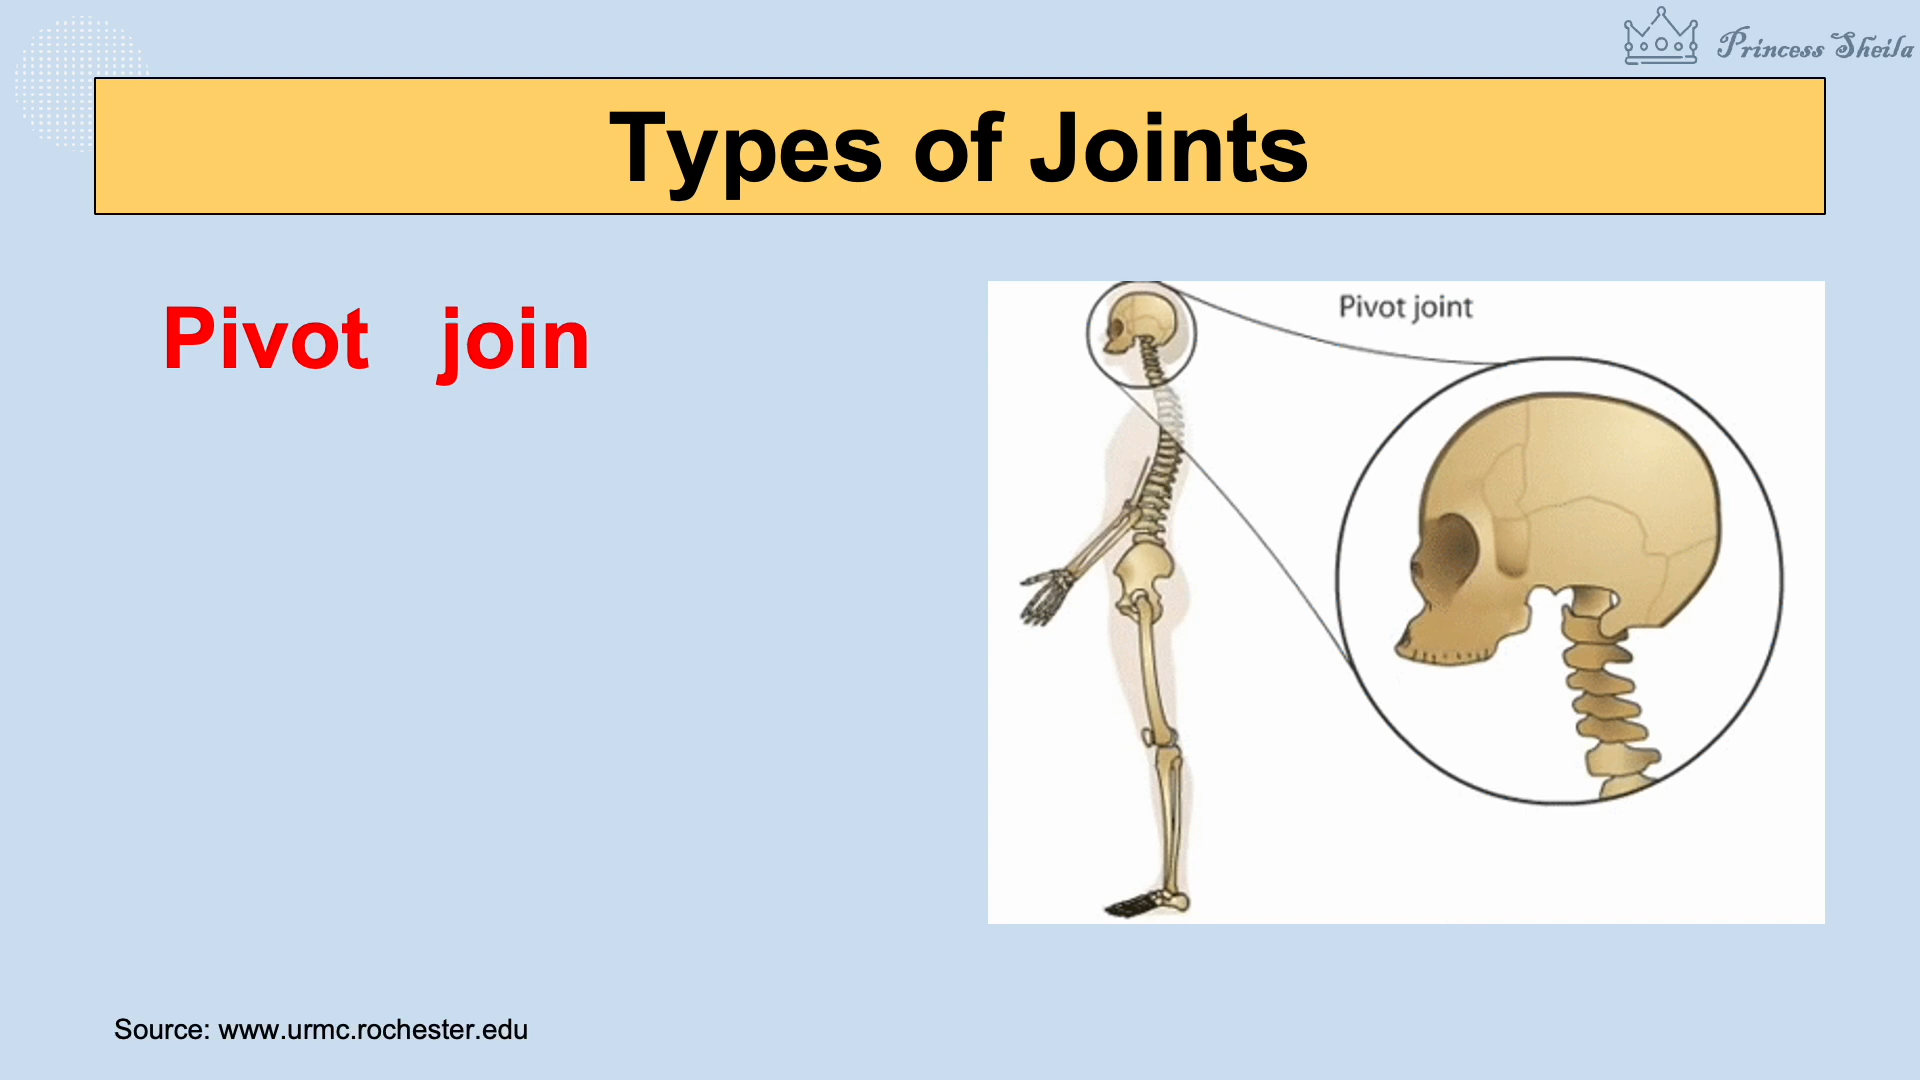 Princess Sheila
Types of Joints
Pivot join
Pivot joint
Source: www.urmc.rochester.edu